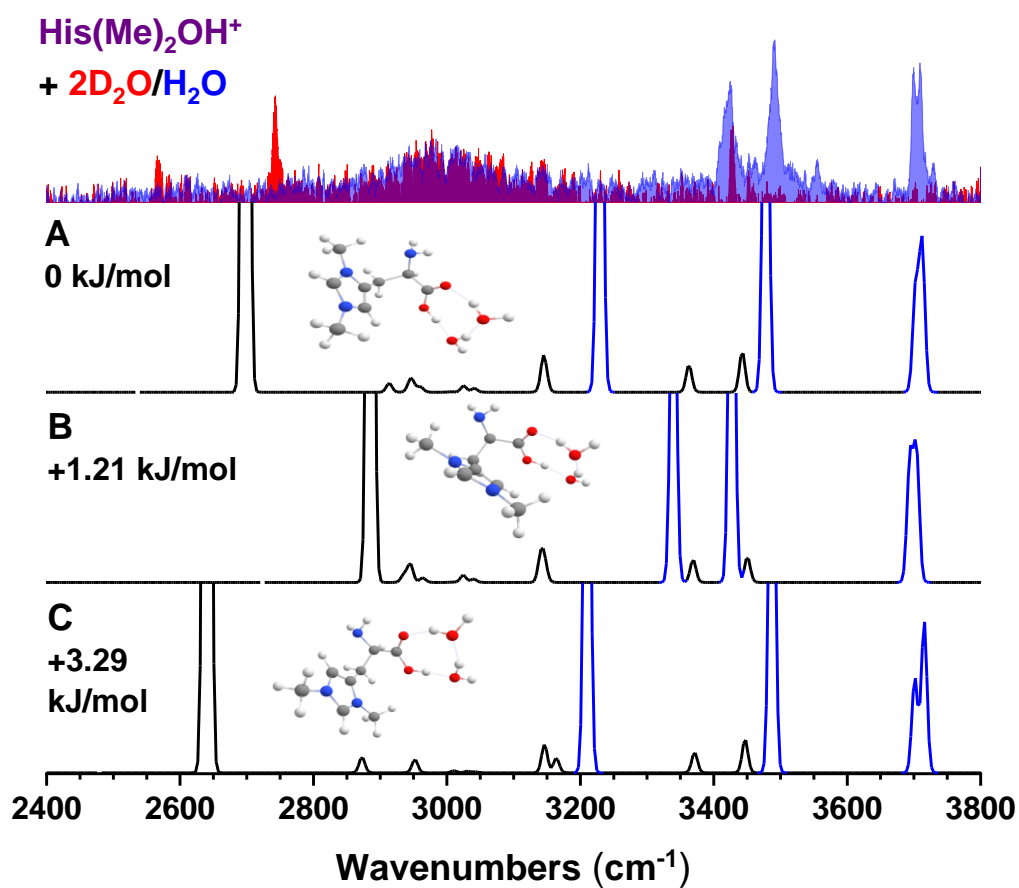 His(Me)₂OH⁺
+ 2D₂O/H₂O
A
0 kJ/mol
B
+1.21 kJ/mol
C
+3.29
kJ/mol
2400 2600 2800 3000 3200 3400 3600 3800
Wavenumbers (cm⁻¹)